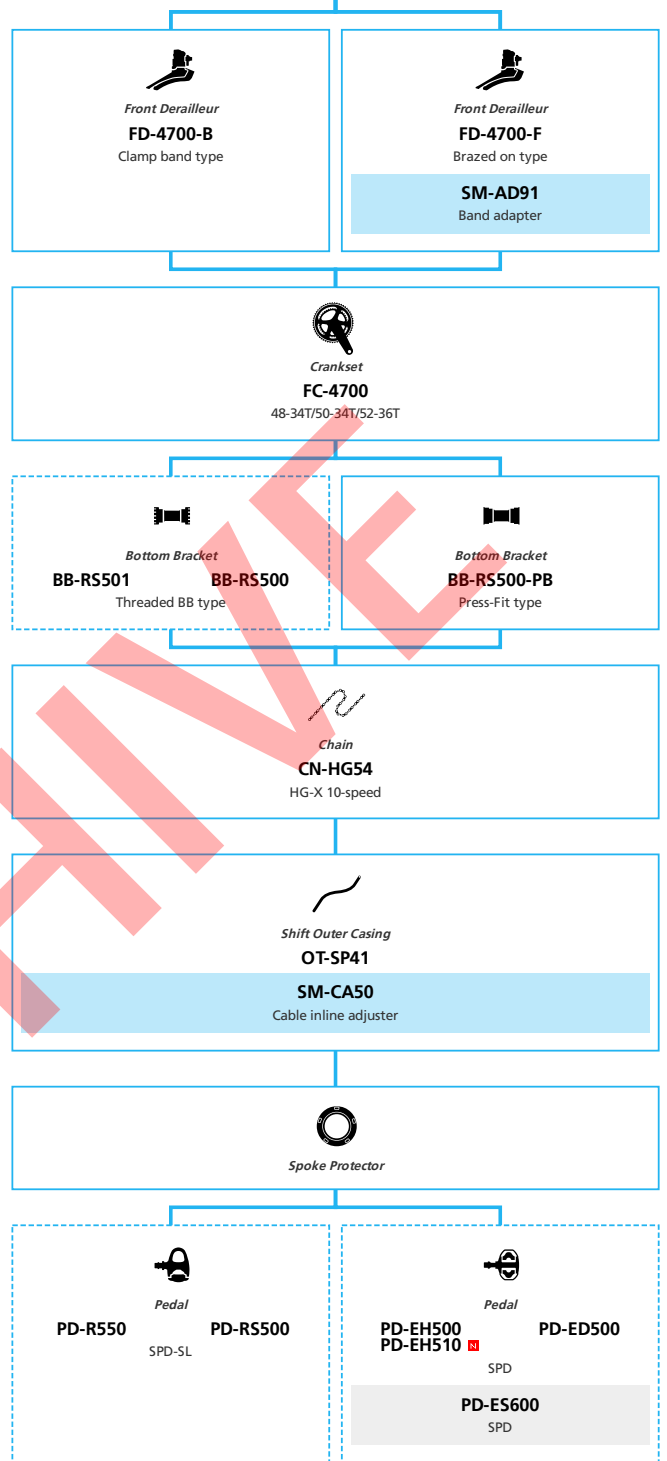 Front Derailleur
FD-4700-B
Clamp band type
Front Derailleur
FD-4700-F
Brazed on type
SM-AD91
Band adapter
Crankset
FC-4700
48-34T/50-34T/52-36T
Bottom Bracket
BB-RS501 BB-RS500
Threaded BB type
Bottom Bracket
BB-RS500-PB
Press-Fit type
Chain
CN-HG54
HG-X 10-speed
Shift Outer Casing
OT-SP41
SM-CA50
Cable inline adjuster
Spoke Protector
Pedal
PD-R550 PD-RS500
SPD-SL
Pedal
PD-EH500 PD-ED500
PD-EH510 N
SPD
PD-ES600
SPD
HIVE